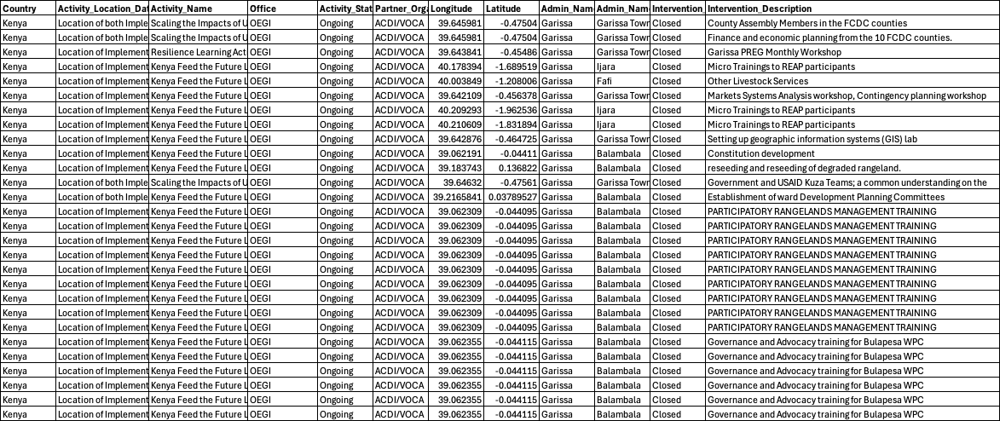 Country Activity_Location_Dat Activity_Name Office Activity_Stat Partner_Orga Longitude Latitude Admin_Nam Admin_Nam Intervention_ Intervention_Description
Kenya Location of both Imple Scaling the Impacts of U OEGI Ongoing ACDI/VOCA 39.645981 -0.47504 Garissa Garissa Town Closed County Assembly Members in the FCDC counties
Kenya Location of both Imple Scaling the Impacts of U OEGI Ongoing ACDI/VOCA 39.645981 -0.47504 Garissa Garissa Town Closed Finance and economic planning from the 10 FCDC counties.
Kenya Location of Implement Resilience Learning Act OEGI Ongoing ACDI/VOCA 39.643841 -0.45486 Garissa Garissa Town Closed Garissa PREG Monthly Workshop
Kenya Location of Implement Kenya Feed the Future L OEGI Ongoing ACDI/VOCA 40.178394 -1.689519 Garissa Ijara Closed Micro Trainings to REAP participants
Kenya Location of Implement Kenya Feed the Future L OEGI Ongoing ACDI/VOCA 40.003849 -1.208006 Garissa Fafi Closed Other Livestock Services
Kenya Location of Implement Kenya Feed the Future L OEGI Ongoing ACDI/VOCA 39.642109 -0.456378 Garissa Garissa Town Closed Markets Systems Analysis workshop, Contingency planning workshop
Kenya Location of Implement Kenya Feed the Future L OEGI Ongoing ACDI/VOCA 40.209293 -1.962536 Garissa Ijara Closed Micro Trainings to REAP participants
Kenya Location of Implement Kenya Feed the Future L OEGI Ongoing ACDI/VOCA 40.210609 -1.831894 Garissa Ijara Closed Micro Trainings to REAP participants
Kenya Location of Implement Kenya Feed the Future L OEGI Ongoing ACDI/VOCA 39.642876 -0.464725 Garissa Garissa Town Closed Setting up geographic information systems (GIS) lab
Kenya Location of Implement Kenya Feed the Future L OEGI Ongoing ACDI/VOCA 39.062191 -0.04411 Garissa Balambala Closed Constitution development
Kenya Location of Implement Kenya Feed the Future L OEGI Ongoing ACDI/VOCA 39.183743 0.136822 Garissa Balambala Closed reseeding and reseeding of degraded rangeland.
Kenya Location of both Imple Scaling the Impacts of U OEGI Ongoing ACDI/VOCA 39.64632 -0.47561 Garissa Garissa Town Closed Government and USAID Kuza Teams; a common understanding on the
Kenya Location of both Imple Kenya Feed the Future L OEGI Ongoing ACDI/VOCA 39.2165841 0.03789527 Garissa Balambala Closed Establishment of ward Development Planning Committees
Kenya Location of Implement Kenya Feed the Future L OEGI Ongoing ACDI/VOCA 39.062309 -0.044095 Garissa Balambala Closed PARTICIPATORY RANGELANDS MANAGEMENT TRAINING
Kenya Location of Implement Kenya Feed the Future L OEGI Ongoing ACDI/VOCA 39.062309 -0.044095 Garissa Balambala Closed PARTICIPATORY RANGELANDS MANAGEMENT TRAINING
Kenya Location of Implement Kenya Feed the Future L OEGI Ongoing ACDI/VOCA 39.062309 -0.044095 Garissa Balambala Closed PARTICIPATORY RANGELANDS MANAGEMENT TRAINING
Kenya Location of Implement Kenya Feed the Future L OEGI Ongoing ACDI/VOCA 39.062309 -0.044095 Garissa Balambala Closed PARTICIPATORY RANGELANDS MANAGEMENT TRAINING
Kenya Location of Implement Kenya Feed the Future L OEGI Ongoing ACDI/VOCA 39.062309 -0.044095 Garissa Balambala Closed PARTICIPATORY RANGELANDS MANAGEMENT TRAINING
Kenya Location of Implement Kenya Feed the Future L OEGI Ongoing ACDI/VOCA 39.062309 -0.044095 Garissa Balambala Closed PARTICIPATORY RANGELANDS MANAGEMENT TRAINING
Kenya Location of Implement Kenya Feed the Future L OEGI Ongoing ACDI/VOCA 39.062309 -0.044095 Garissa Balambala Closed PARTICIPATORY RANGELANDS MANAGEMENT TRAINING
Kenya Location of Implement Kenya Feed the Future L OEGI Ongoing ACDI/VOCA 39.062309 -0.044095 Garissa Balambala Closed PARTICIPATORY RANGELANDS MANAGEMENT TRAINING
Kenya Location of Implement Kenya Feed the Future L OEGI Ongoing ACDI/VOCA 39.062309 -0.044095 Garissa Balambala Closed PARTICIPATORY RANGELANDS MANAGEMENT TRAINING
Kenya Location of Implement Kenya Feed the Future L OEGI Ongoing ACDI/VOCA 39.062355 -0.044115 Garissa Balambala Closed Governance and Advocacy training for Bulapesa WPC
Kenya Location of Implement Kenya Feed the Future L OEGI Ongoing ACDI/VOCA 39.062355 -0.044115 Garissa Balambala Closed Governance and Advocacy training for Bulapesa WPC
Kenya Location of Implement Kenya Feed the Future L OEGI Ongoing ACDI/VOCA 39.062355 -0.044115 Garissa Balambala Closed Governance and Advocacy training for Bulapesa WPC
Kenya Location of Implement Kenya Feed the Future L OEGI Ongoing ACDI/VOCA 39.062355 -0.044115 Garissa Balambala Closed Governance and Advocacy training for Bulapesa WPC
Kenya Location of Implement Kenya Feed the Future L OEGI Ongoing ACDI/VOCA 39.062355 -0.044115 Garissa Balambala Closed Governance and Advocacy training for Bulapesa WPC
Kenya Location of Implement Kenya Feed the Future L OEGI Ongoing ACDI/VOCA 39.062355 -0.044115 Garissa Balambala Closed Governance and Advocacy training for Bulapesa WPC